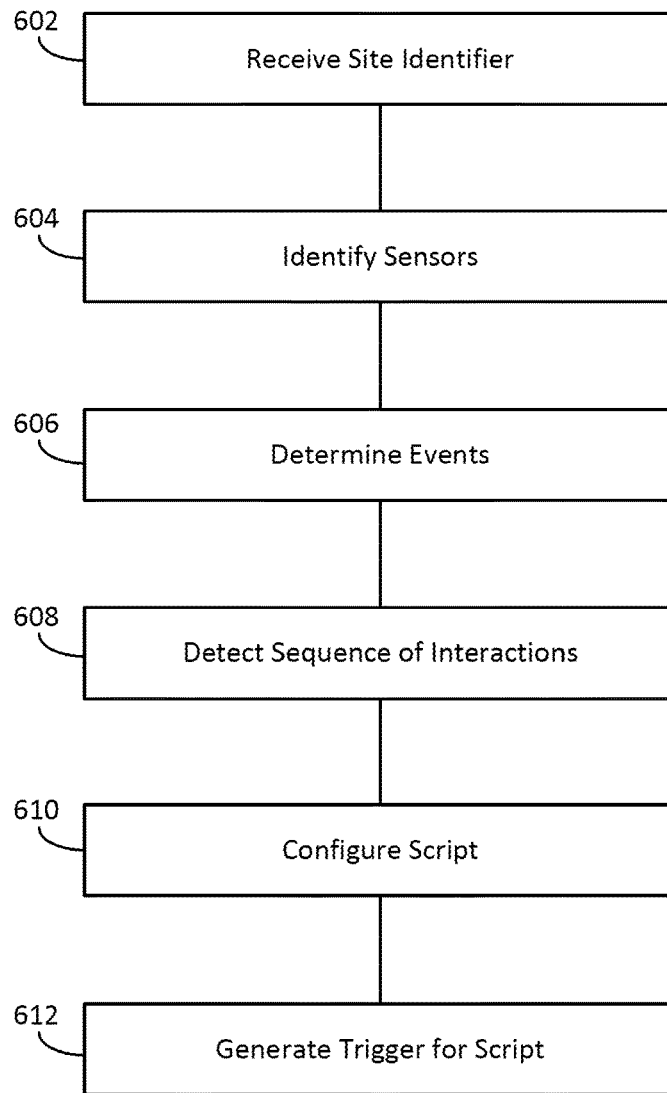 602
Receive Site Identifier
604
Identify Sensors
606
Determine Events
608
Detect Sequence of Interactions
610
Configure Script
612
Generate Trigger for Script